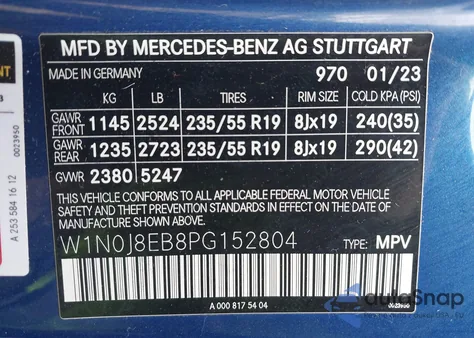 MFD BY MERCEDES-BENZ AG STUTTGART
MADE IN GERMANY 970 01/23
KG LB TIRES RIM SIZE COLD KPA (PSI)
GAWR FRONT 1145 2524 235/55 R19 8Jx19 240(35)
GAWR REAR 1235 2723 235/55 R19 8Jx19 290(42)
GVWR 2380 5247
THIS VEHICLE CONFORMS TO ALL APPLICABLE FEDERAL MOTOR VEHICLE
SAFETY STANDARDS IN EFFECT ON THE DATE OF
MANUFACTURE SHOWN ABOVE.
W1N0J8EB8PG152804 TYPE: MPV
A 000 817 54 04
0023950
A 253 584 16 12
autoSnap